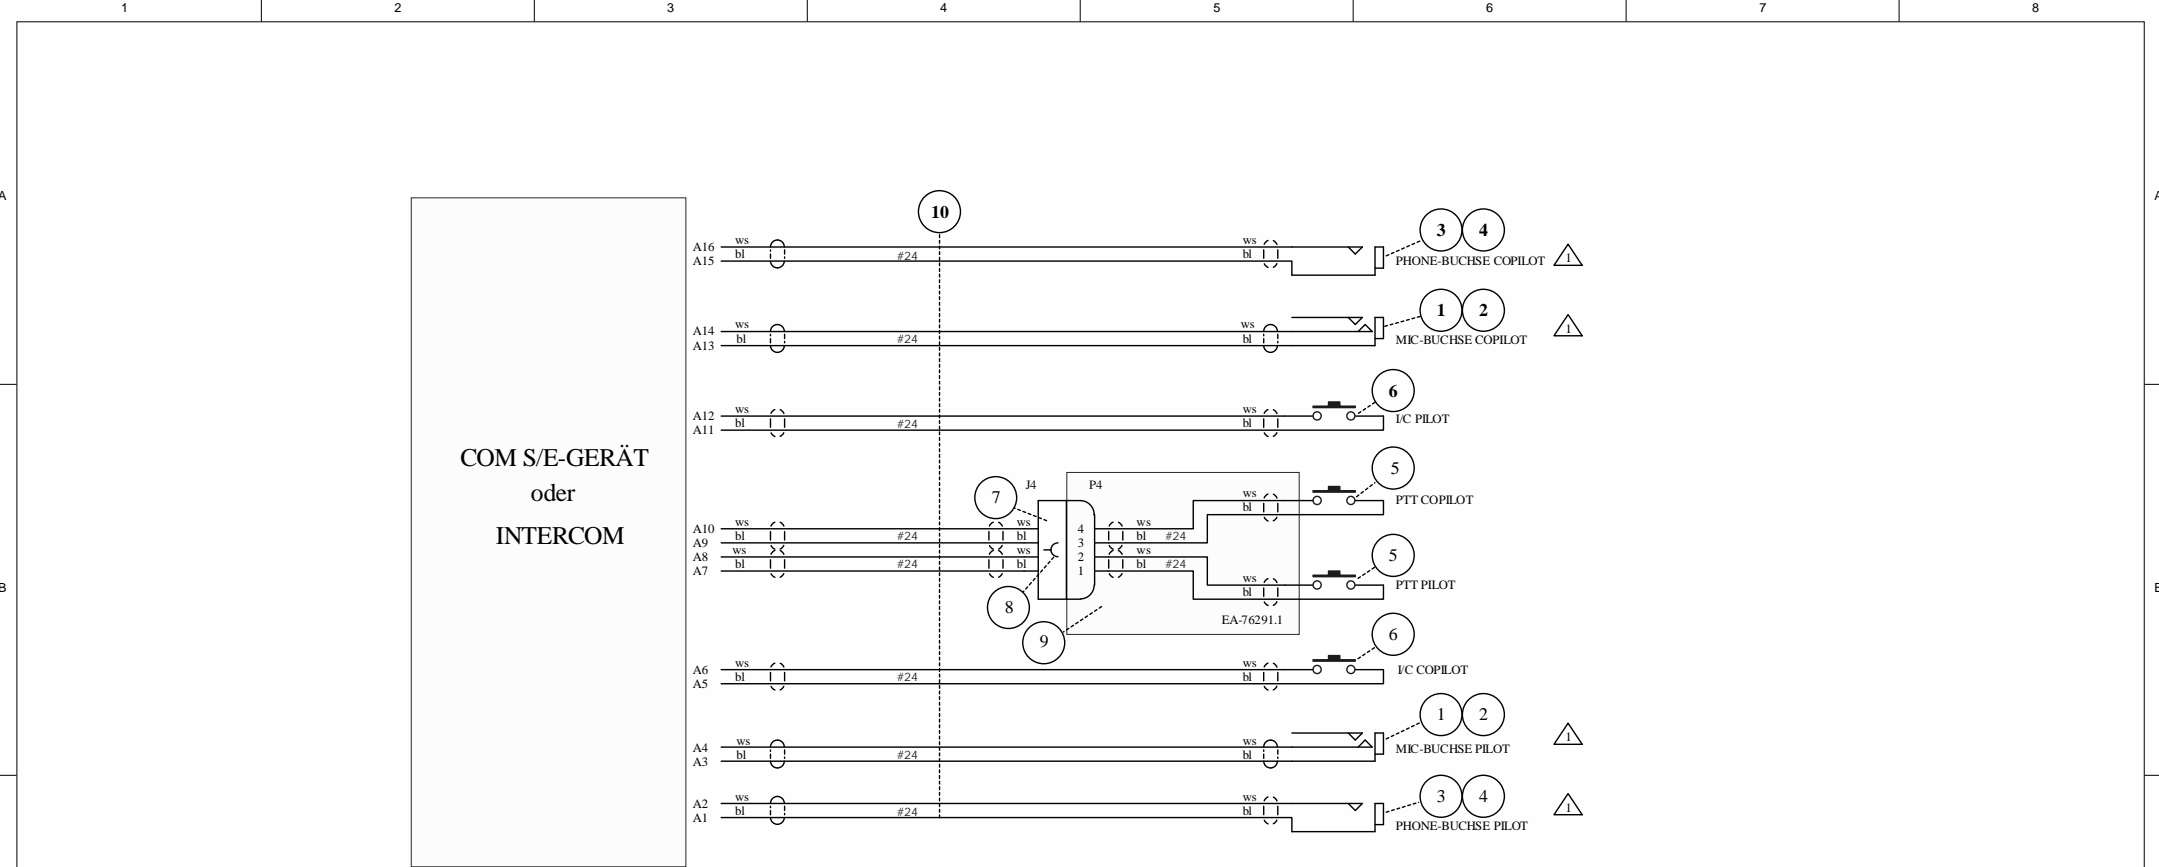 1 2 3 4 5 6 7 8
A A
10
3 4
A16 ws ws
A15 bl #24 bl
PHONE-BUCHSE COPILOT 1
1 2
A14 ws ws
A13 bl #24 bl
MIC-BUCHSE COPILOT 1
6
A12 ws ws
A11 bl #24 bl
I/C PILOT
COM S/E-GERÄT
oder
INTERCOM
5
7 J4 P4
ws
bl
PTT COPILOT
A10 ws ws 4 ws
A9 bl #24 bl 3 bl #24
A8 ws ws 2 ws
A7 bl #24 bl 1 bl #24
5
ws
bl
PTT PILOT
B
8
9
EA-76291.1
6
A6 ws ws
A5 bl #24 bl
I/C COPILOT
1 2
A4 ws ws
A3 bl #24 bl
MIC-BUCHSE PILOT 1
3 4
A2 ws ws
A1 bl #24 bl
PHONE-BUCHSE PILOT 1